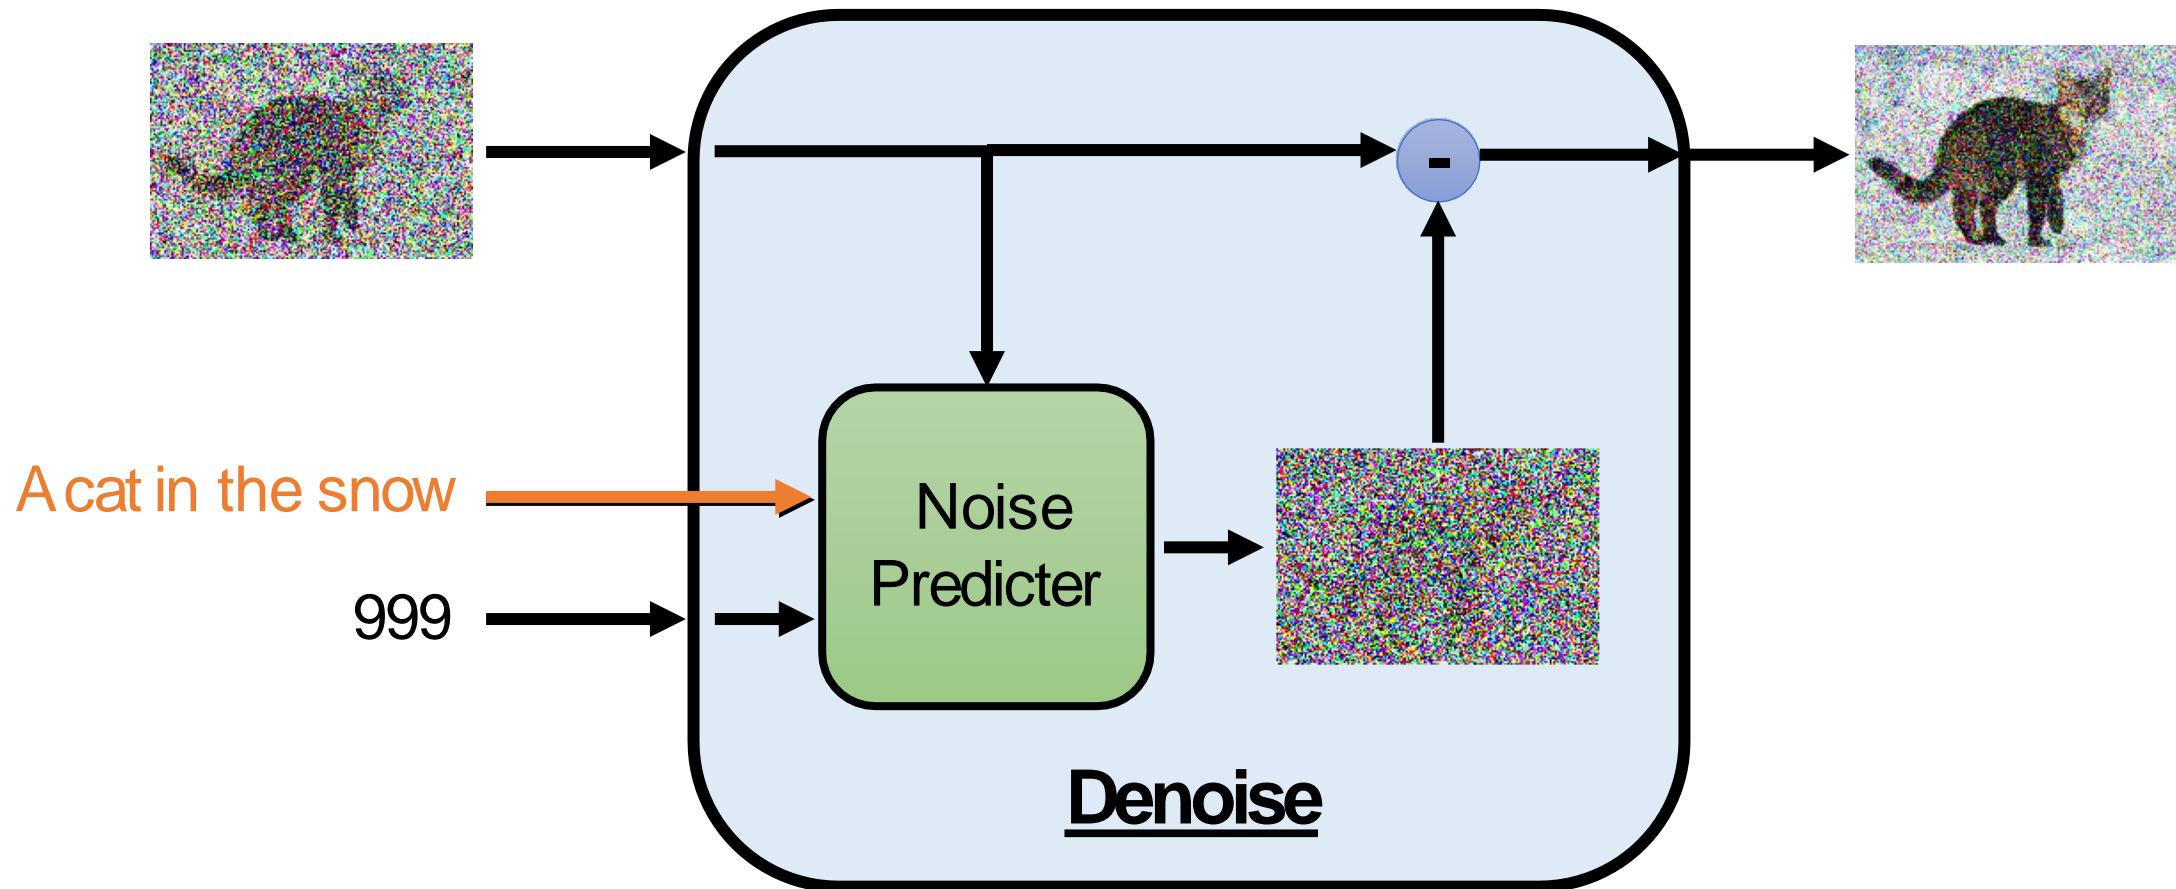 A cat in the snow
999
Noise
Predicter
-
Denoise